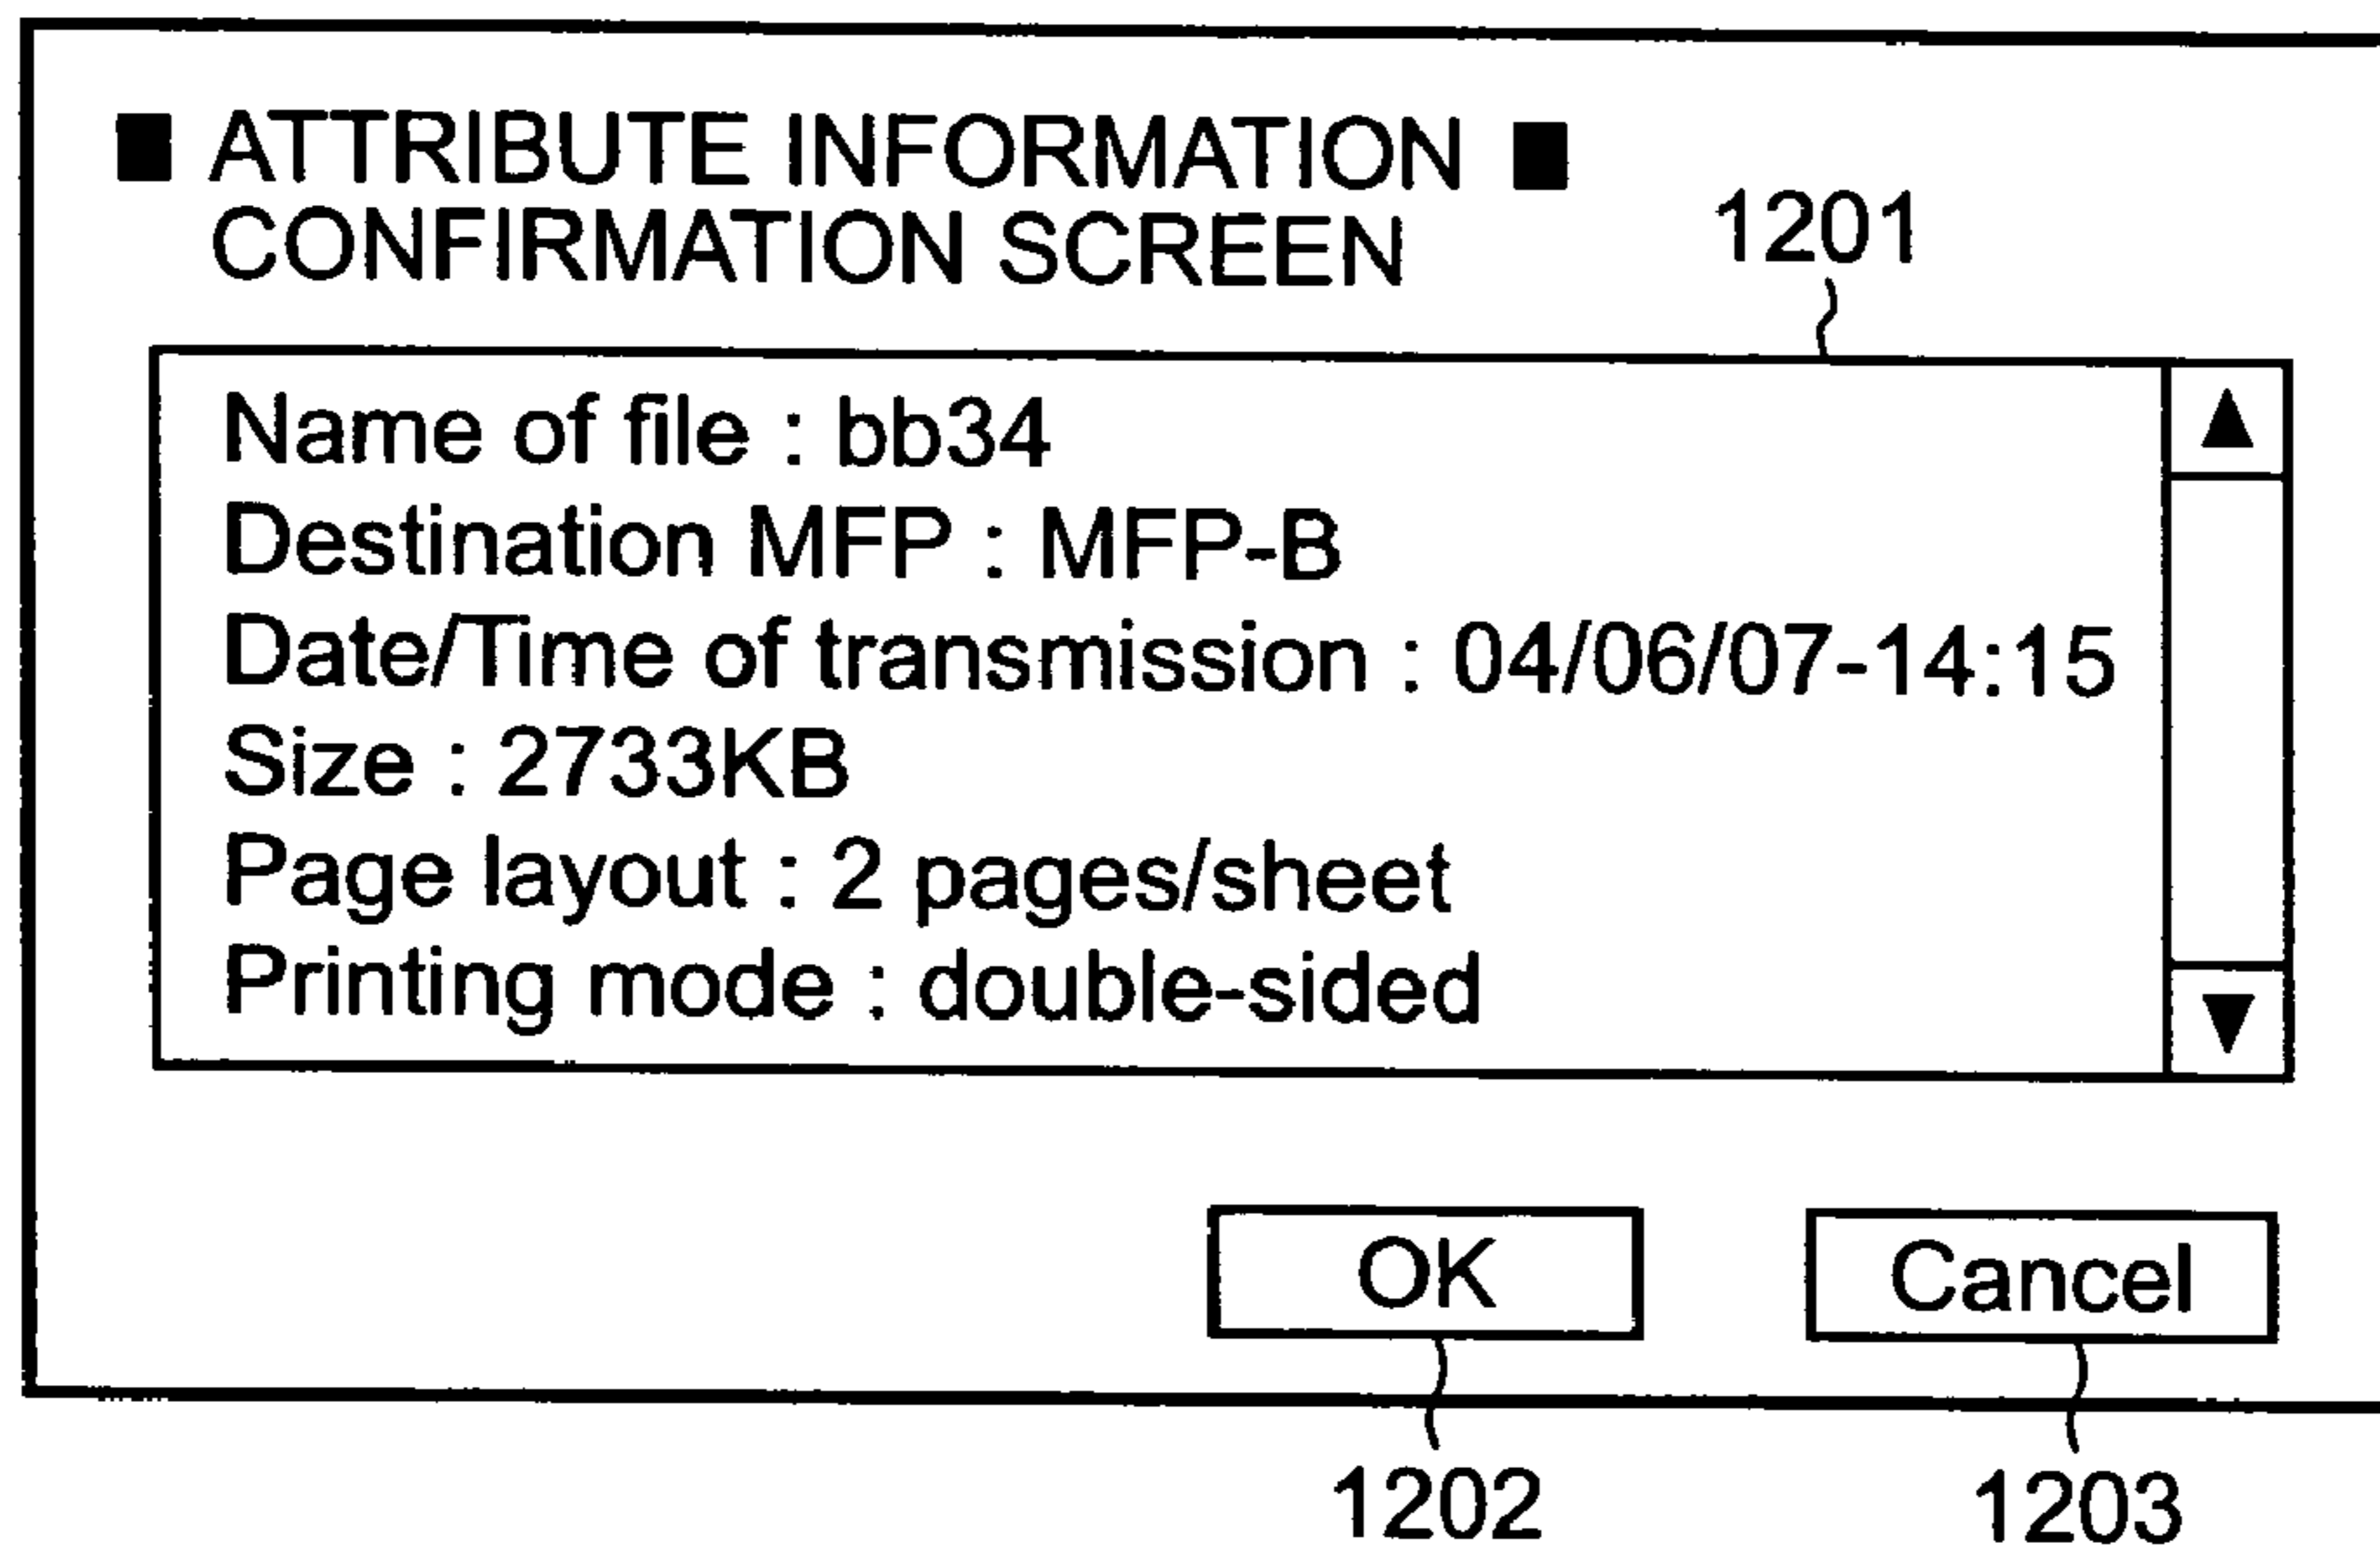 ■ ATTRIBUTE INFORMATION ■
CONFIRMATION SCREEN
1201
Name of file : bb34
Destination MFP : MFP-B
Date/Time of transmission : 04/06/07-14:15
Size : 2733KB
Page layout : 2 pages/sheet
Printing mode : double-sided
OK Cancel
1202 1203